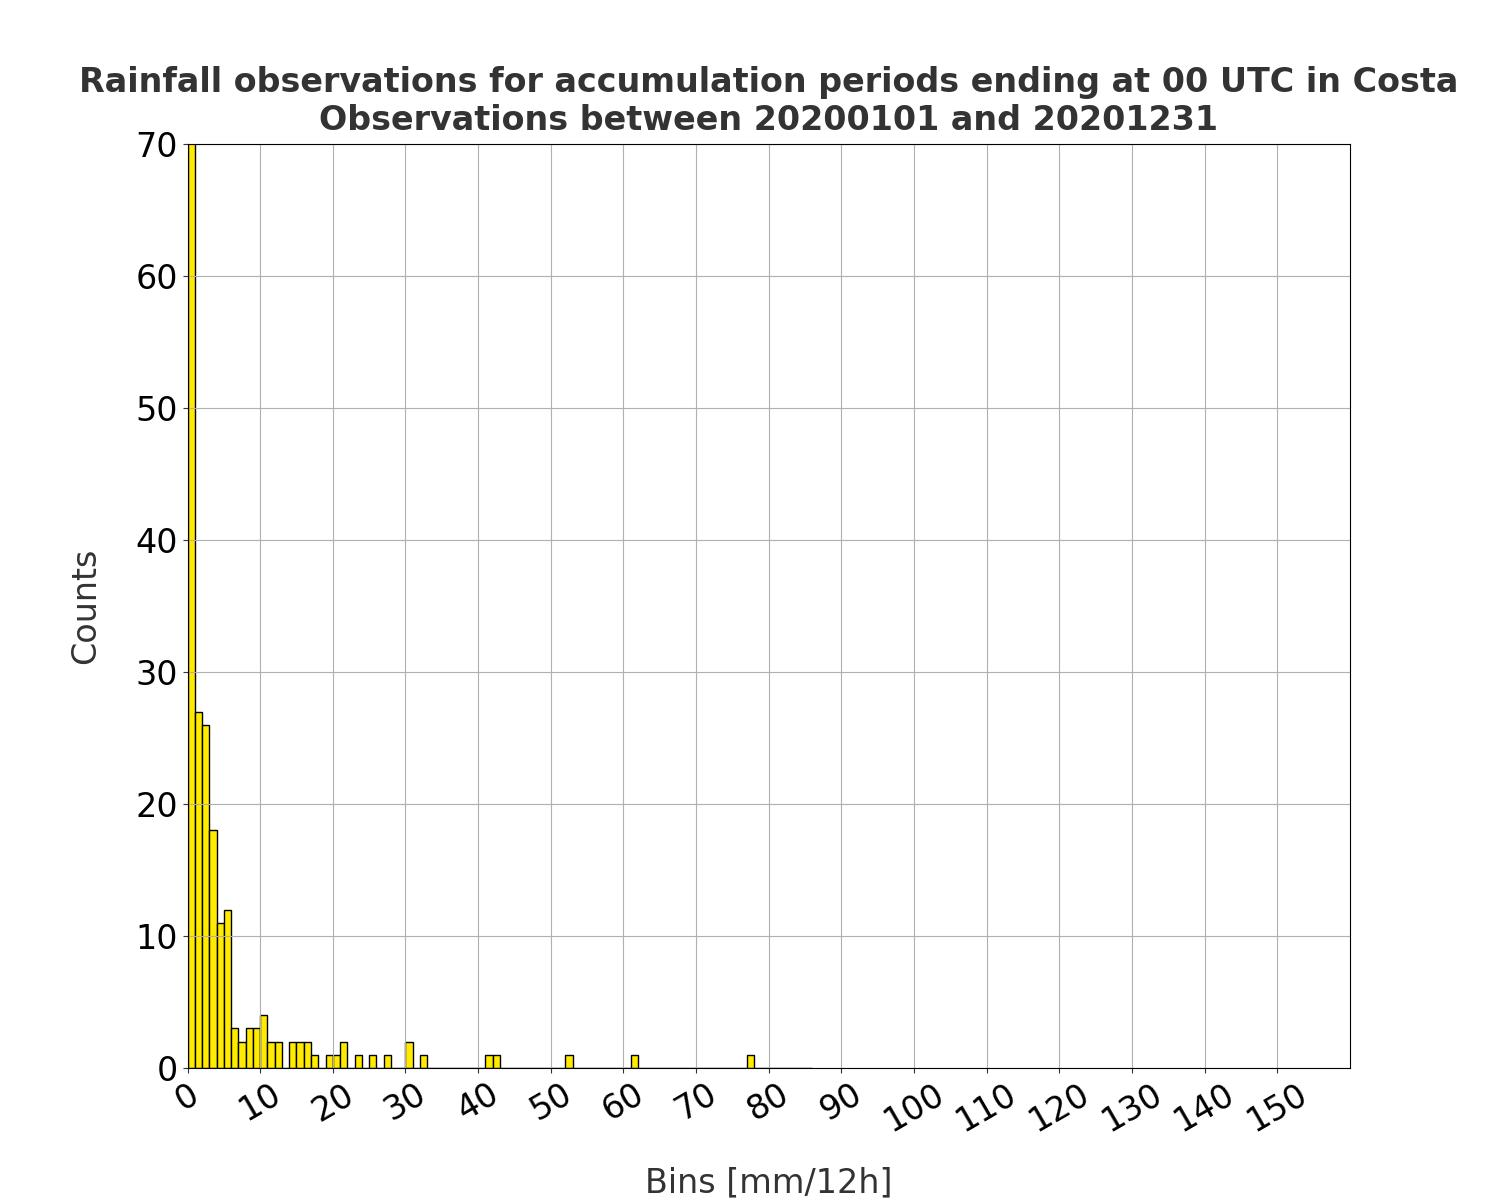 Rainfall observations for accumulation periods ending at 00 UTC in Costa
Observations between 20200101 and 20201231
70
60
50
40
30
20
10
0
Counts
0 10 20 30 40 50 60 70 80 90 100 110 120 130 140 150
Bins [mm/12h]